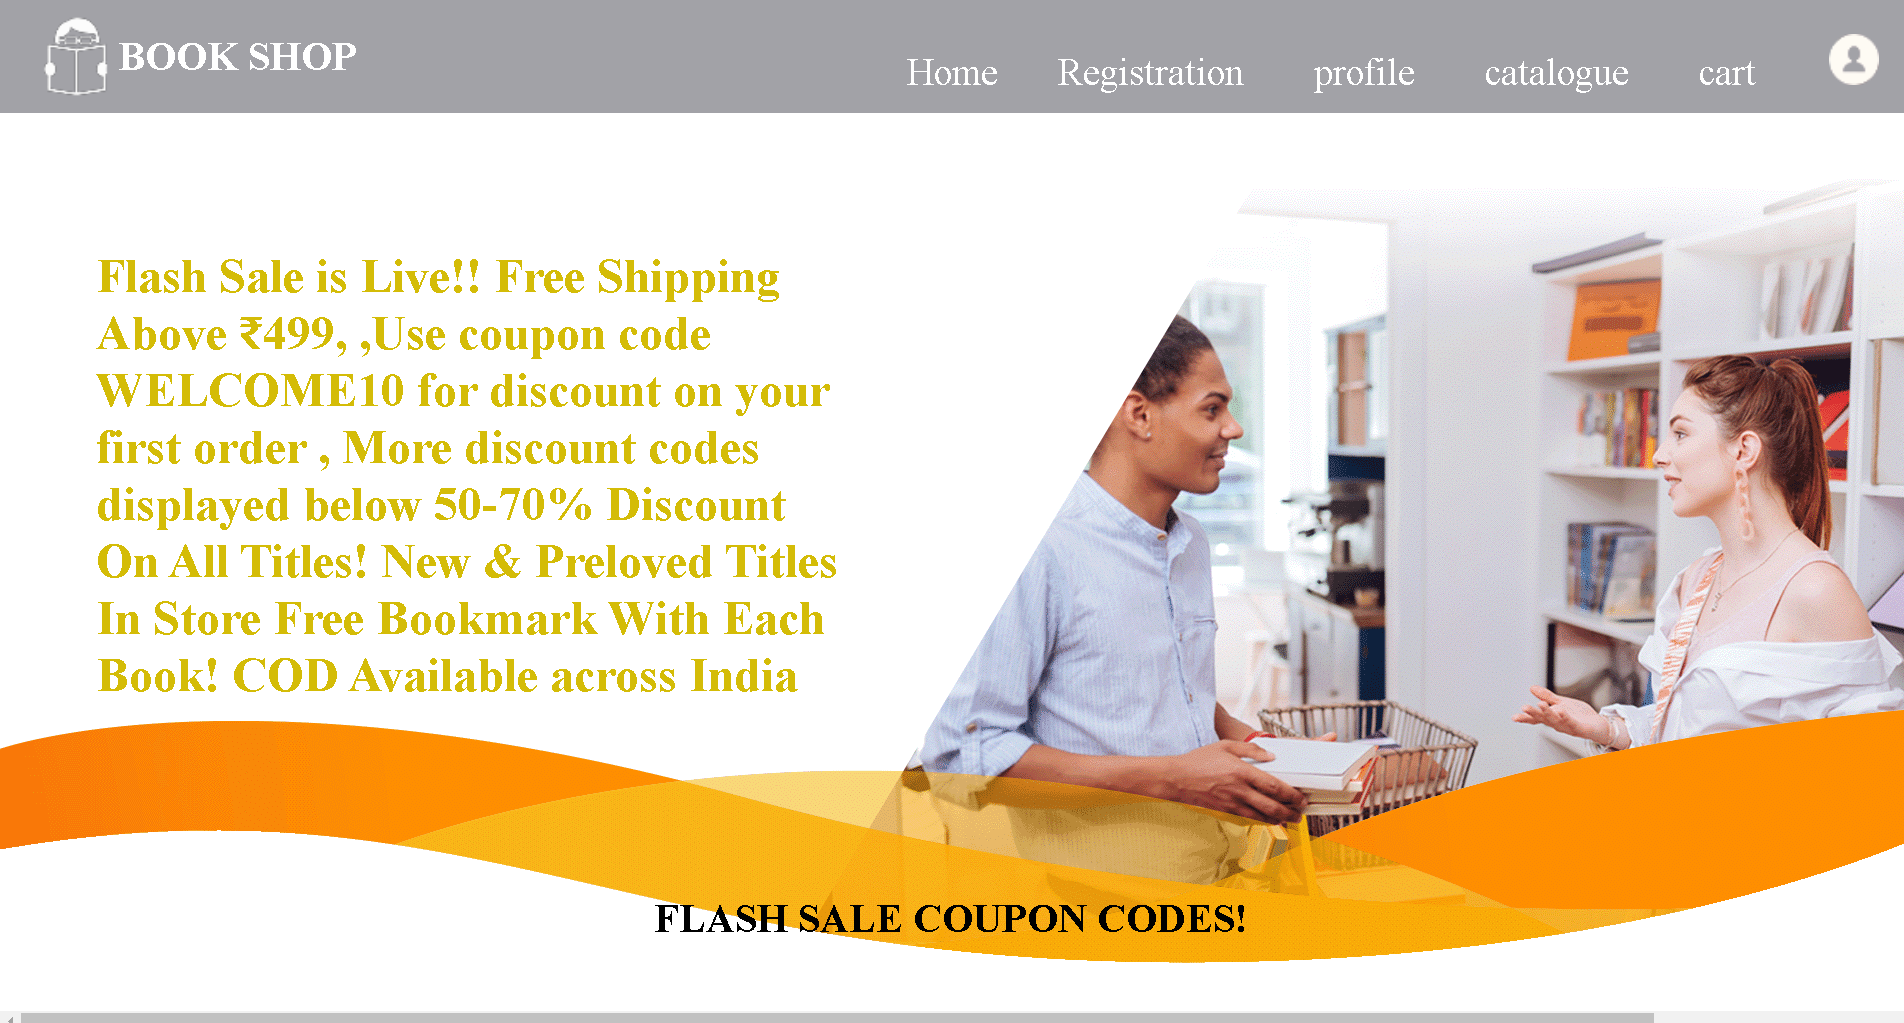 BOOK SHOP
Home Registration profile catalogue cart
Flash Sale is Live!! Free Shipping
Above ₹499, ,Use coupon code
WELCOME10 for discount on your
first order , More discount codes
displayed below 50-70% Discount
On All Titles! New & Preloved Titles
In Store Free Bookmark With Each
Book! COD Available across India
FLASH SALE COUPON CODES!